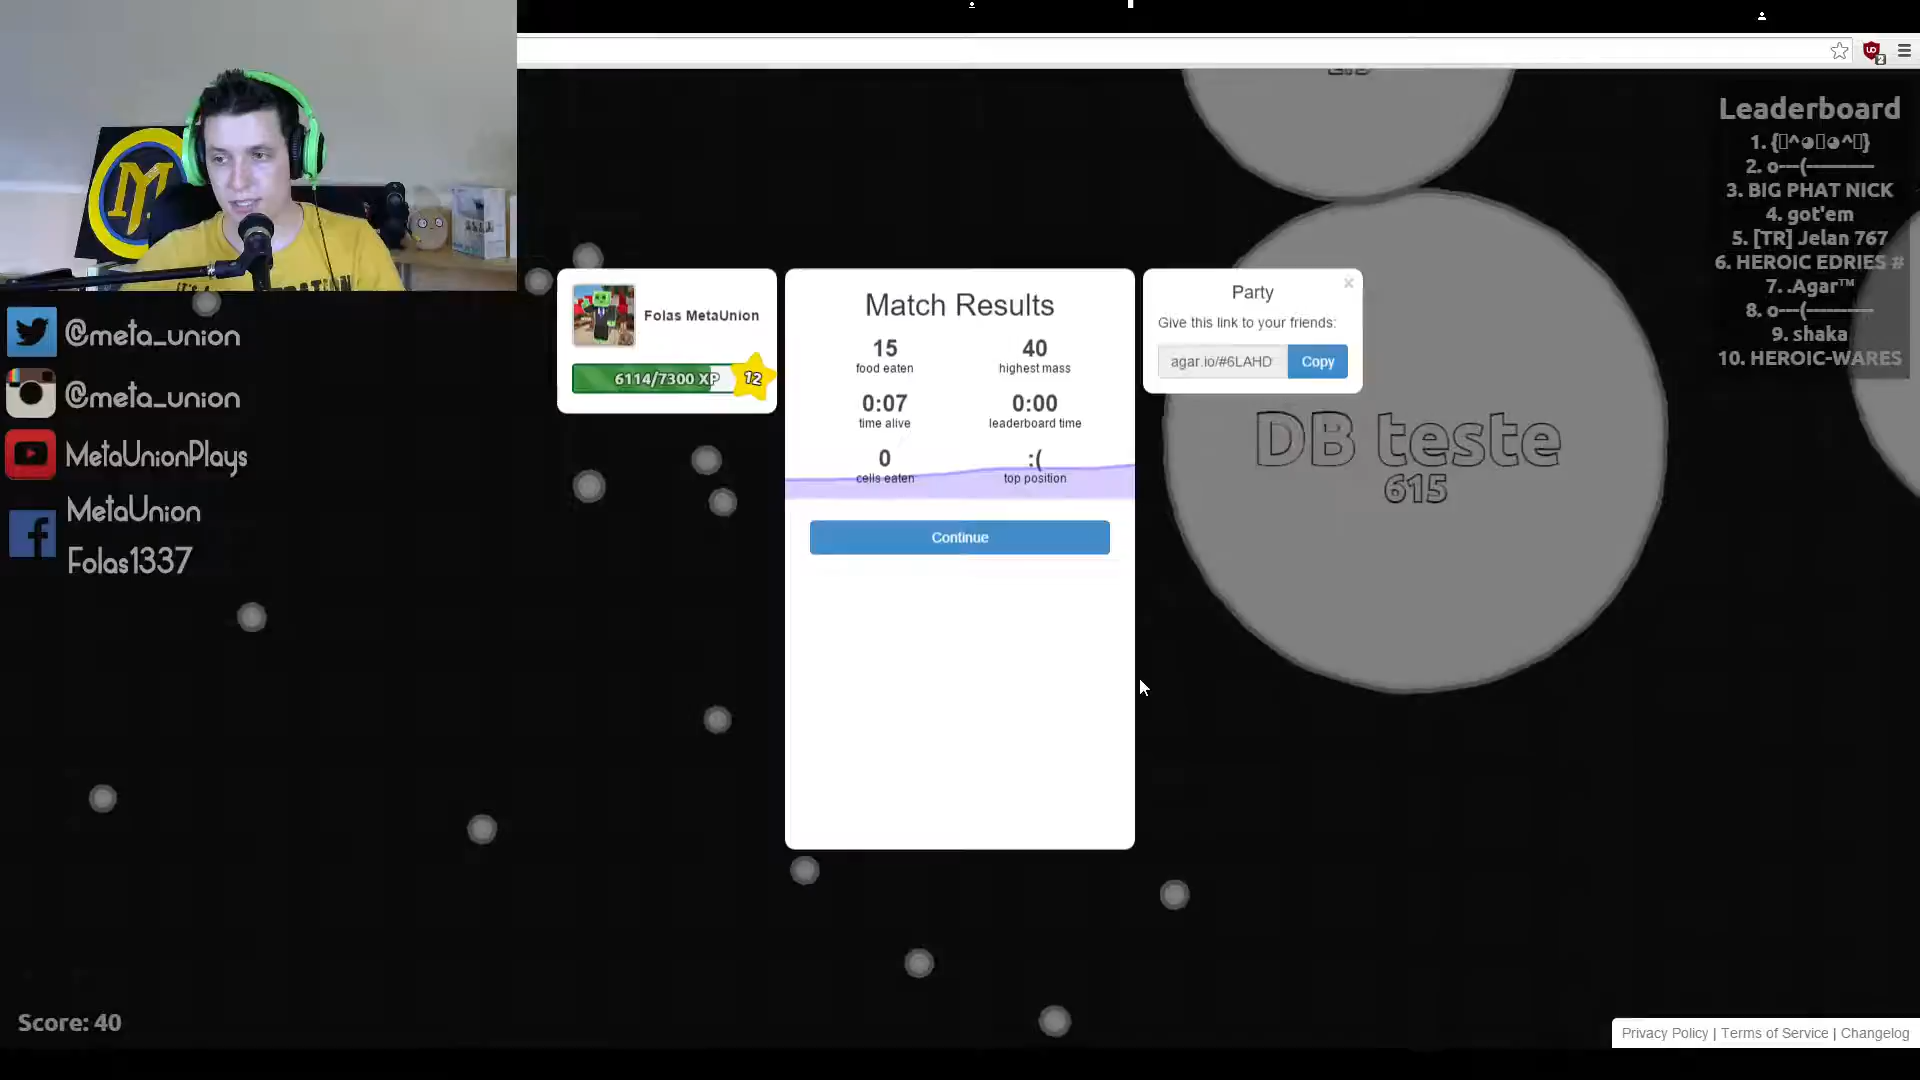 @meta_union
@meta_union
MetaUnionPlays
MetaUnion
Folas1337
Folas MetaUnion
6114/7300 XP
12
Match Results
15
food eaten
40
highest mass
0:07
time alive
0:00
leaderboard time
0
cells eaten
:(
top position
Continue
Party
×
Give this link to your friends:
agar.io/#6LAHD
Copy
DB teste
615
Leaderboard
2. o---(---------
3. BIG PHAT NICK
4. got'em
5. [TR] Jelan 767
6. HEROIC EDRIES #
7. .Agar™
8. o---(---------
9. shaka
10. HEROIC-WARES
Score: 40
Privacy Policy | Terms of Service | Changelog
2